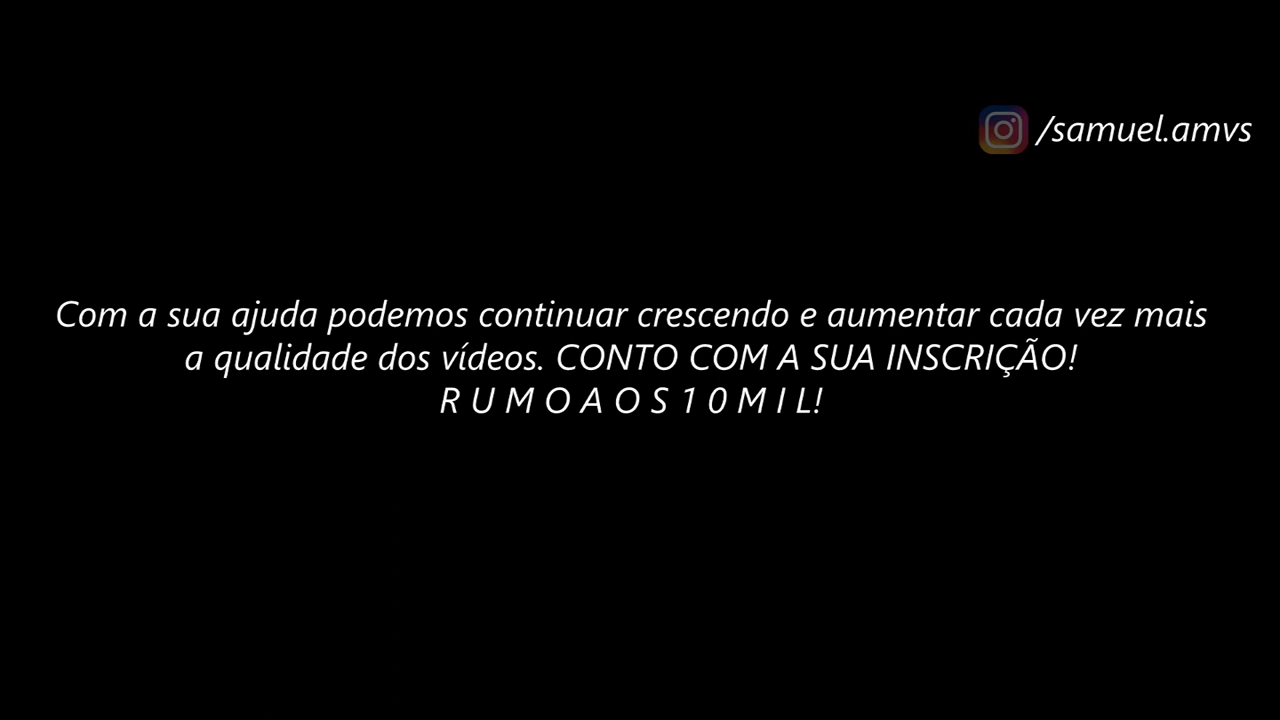 /samuel.amvs
Com a sua ajuda podemos continuar crescendo e aumentar cada vez mais
a qualidade dos vídeos. CONTO COM A SUA INSCRIÇÃO!
R U M O A O S 1 0 M I L!